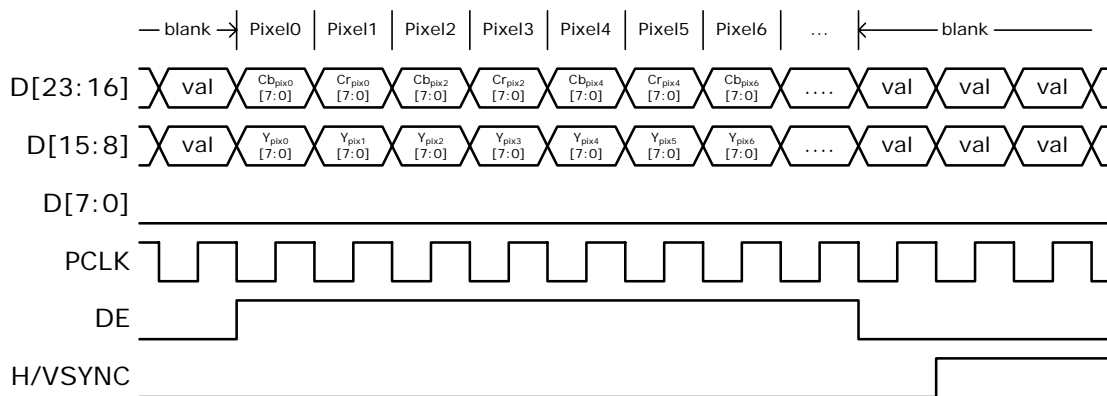 blank Pixel0 Pixel1 Pixel2 Pixel3 Pixel4 Pixel5 Pixel6 ... blank
D[23:16] val Cbpix0 [7:0] Crpix0 [7:0] Cbpix2 [7:0] Crpix2 [7:0] Cbpix4 [7:0] Crpix4 [7:0] Cbpix6 [7:0] .... val val val
D[15:8] val Ypix0 [7:0] Ypix1 [7:0] Ypix2 [7:0] Ypix3 [7:0] Ypix4 [7:0] Ypix5 [7:0] Ypix6 [7:0] .... val val val
D[7:0]
PCLK
DE
H/VSYNC